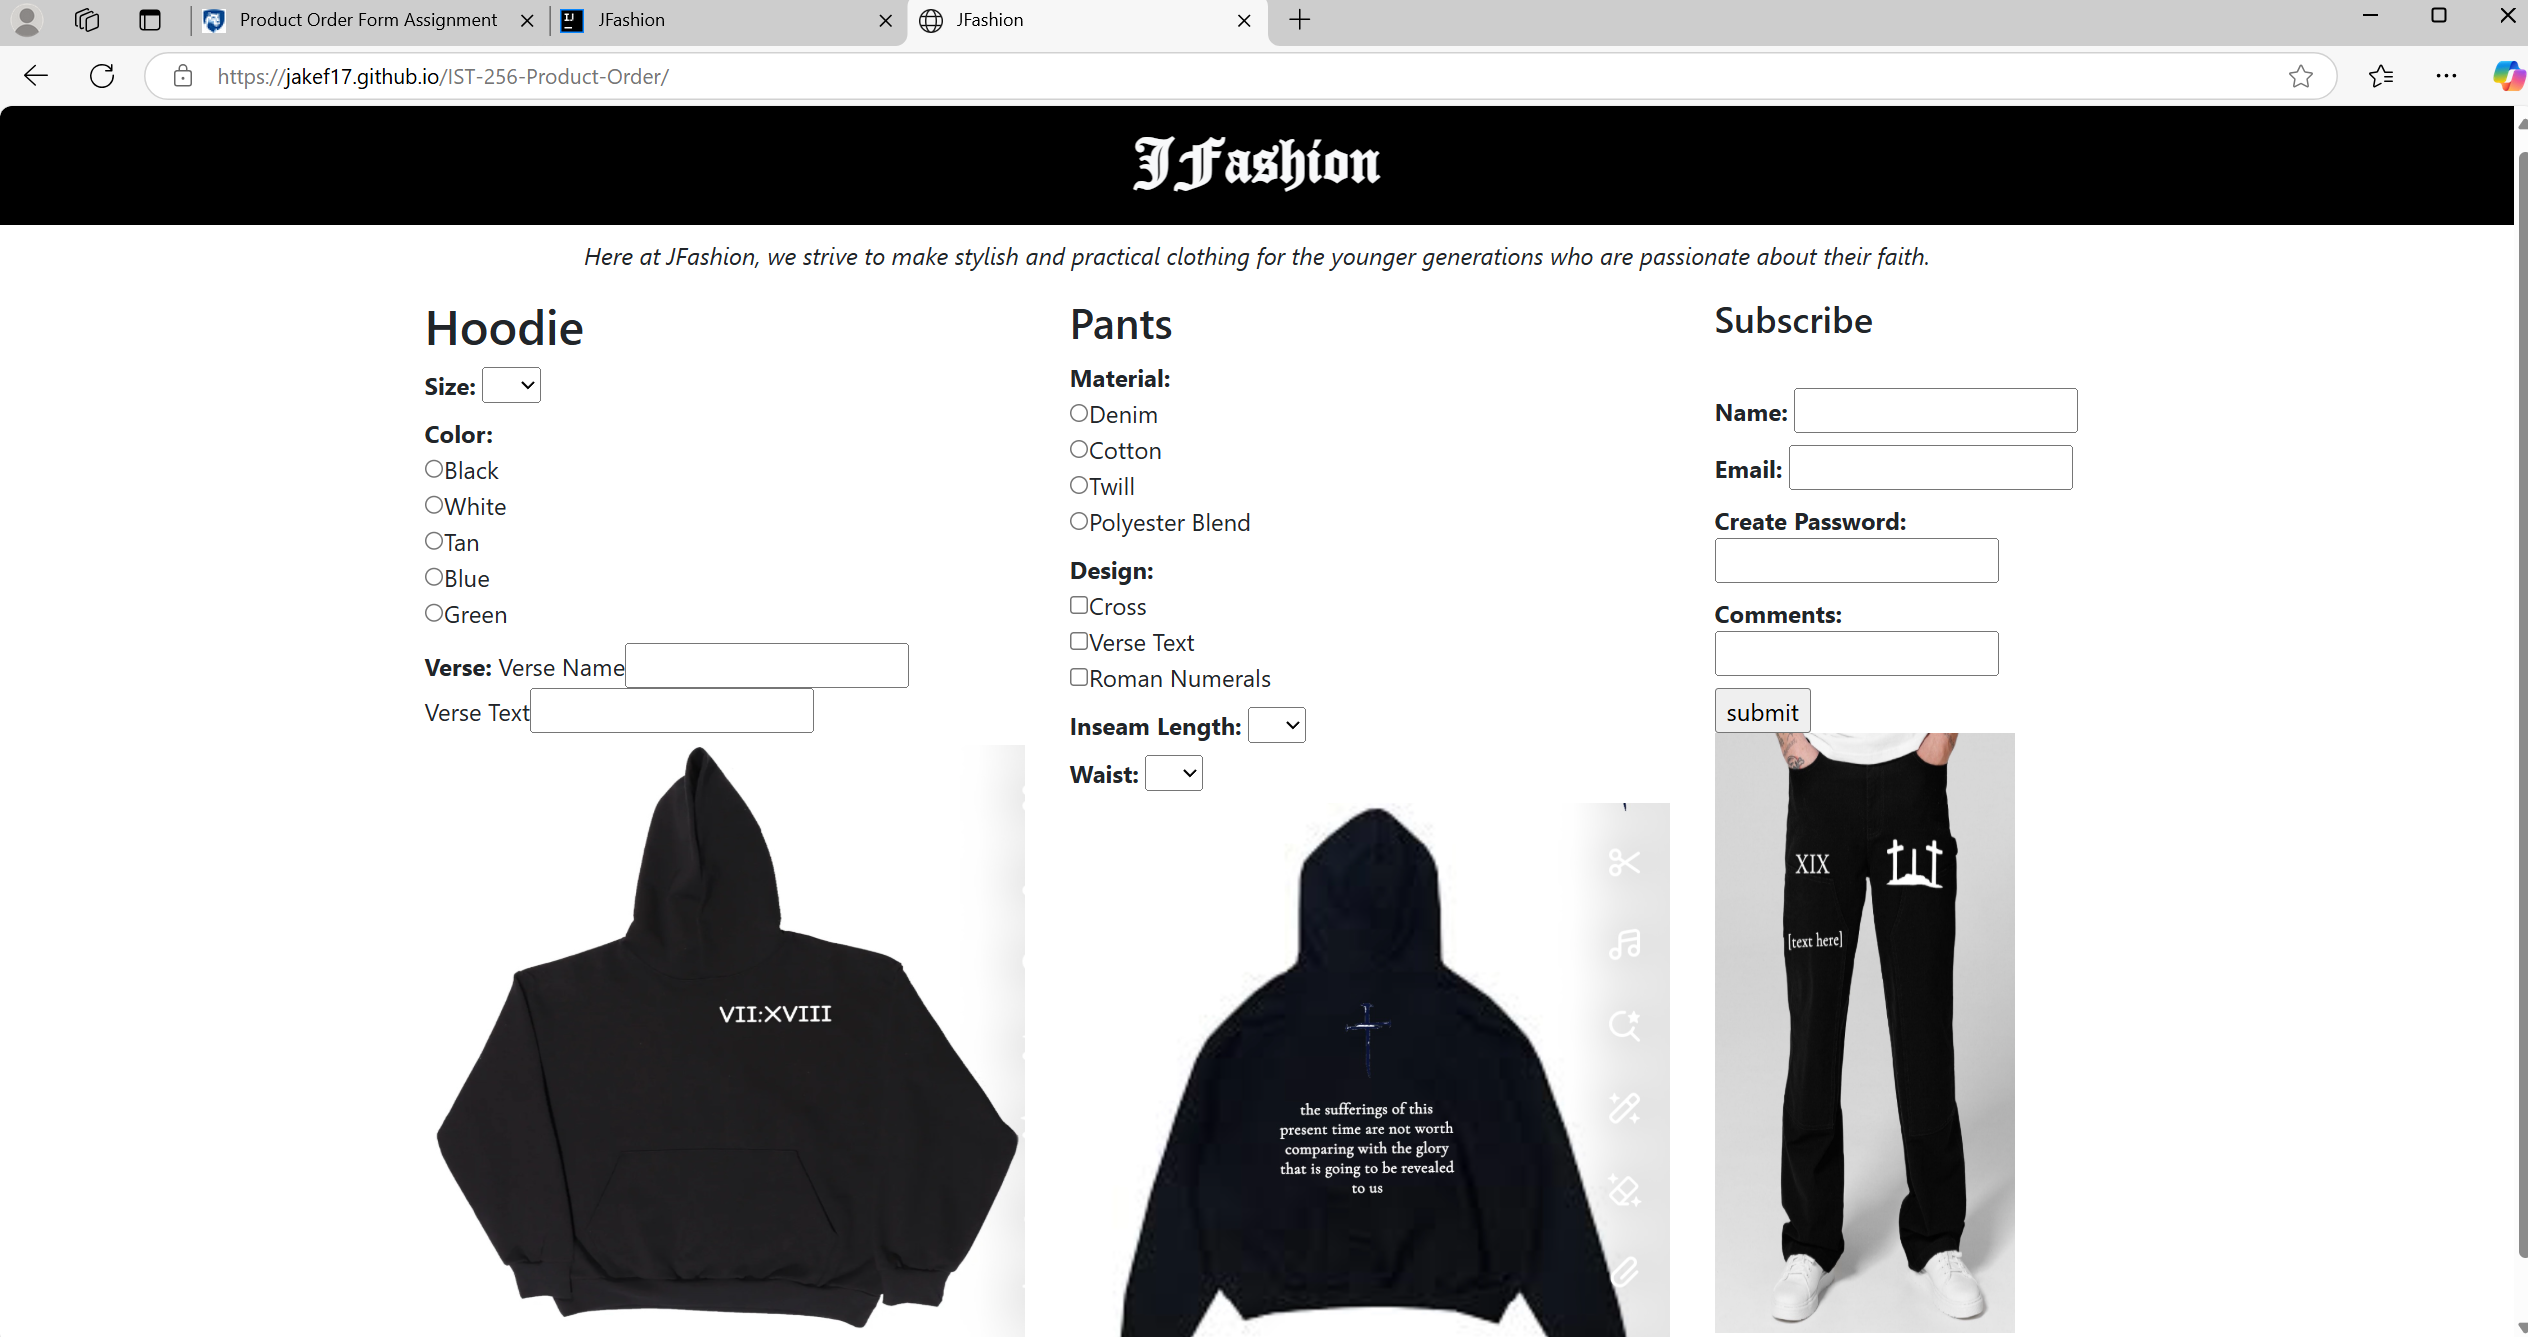 Product Order Form Assignment
JFashion
JFashion
https://jakef17.github.io/IST-256-Product-Order/
JFashion
Here at JFashion, we strive to make stylish and practical clothing for the younger generations who are passionate about their faith.
Hoodie
Size:
Color:
Black
White
Tan
Blue
Green
Verse: Verse Name
Verse Text
VII:XVIII
Pants
Material:
Denim
Cotton
Twill
Polyester Blend
Design:
Cross
Verse Text
Roman Numerals
Inseam Length:
Waist:
the sufferings of this
present time are not worth
comparing with the glory
that is going to be revealed
to us
Subscribe
Name:
Email:
Create Password:
Comments:
submit
XIX
[text here]